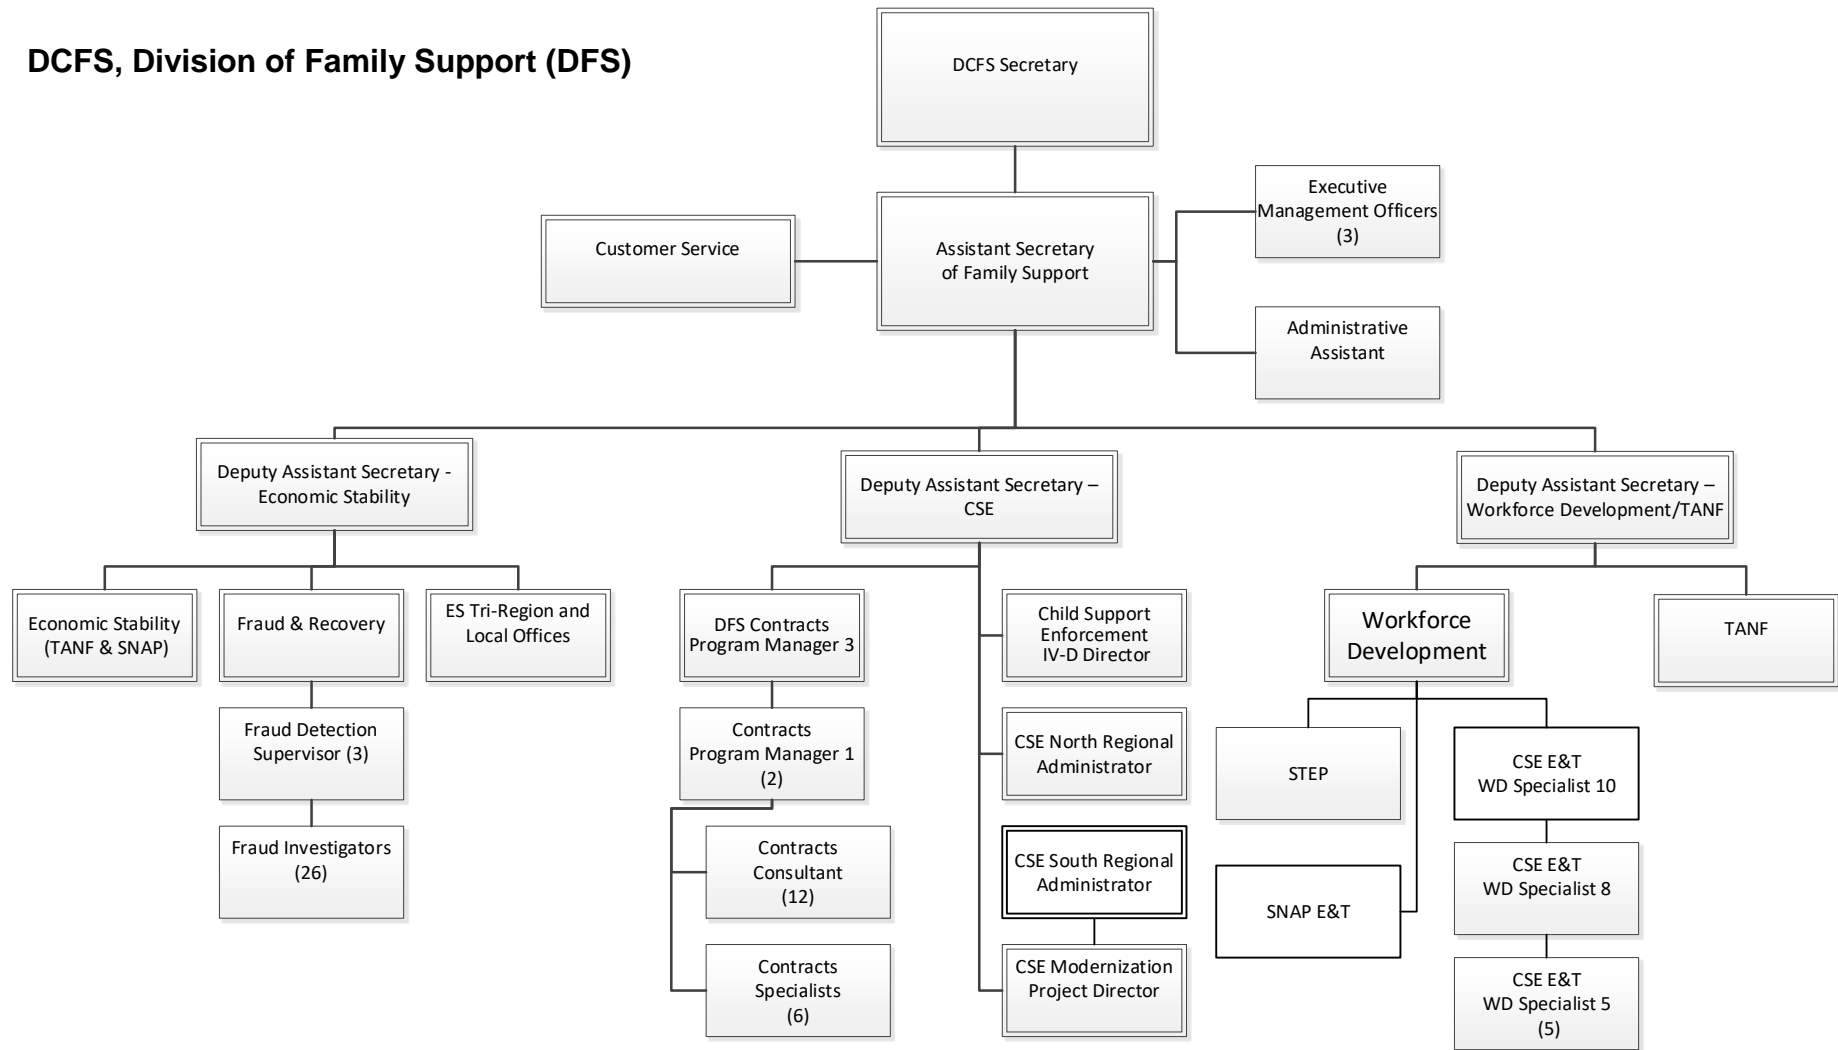 DCFS, Division of Family Support (DFS)
DCFS Secretary
Executive
Management Officers
(3)
Customer Service
Assistant Secretary
of Family Support
Administrative
Assistant
Deputy Assistant Secretary -
Economic Stability
Deputy Assistant Secretary –
CSE
Deputy Assistant Secretary –
Workforce Development/TANF
Economic Stability
(TANF & SNAP)
Fraud & Recovery
ES Tri-Region and
Local Offices
DFS Contracts
Program Manager 3
Child Support
Enforcement
IV-D Director
Workforce
Development
TANF
Fraud Detection
Supervisor (3)
Contracts
Program Manager 1
(2)
CSE North Regional
Administrator
STEP
CSE E&T
WD Specialist 10
Fraud Investigators
(26)
Contracts
Consultant
(12)
CSE South Regional
Administrator
SNAP E&T
CSE E&T
WD Specialist 8
Contracts
Specialists
(6)
CSE Modernization
Project Director
CSE E&T
WD Specialist 5
(5)